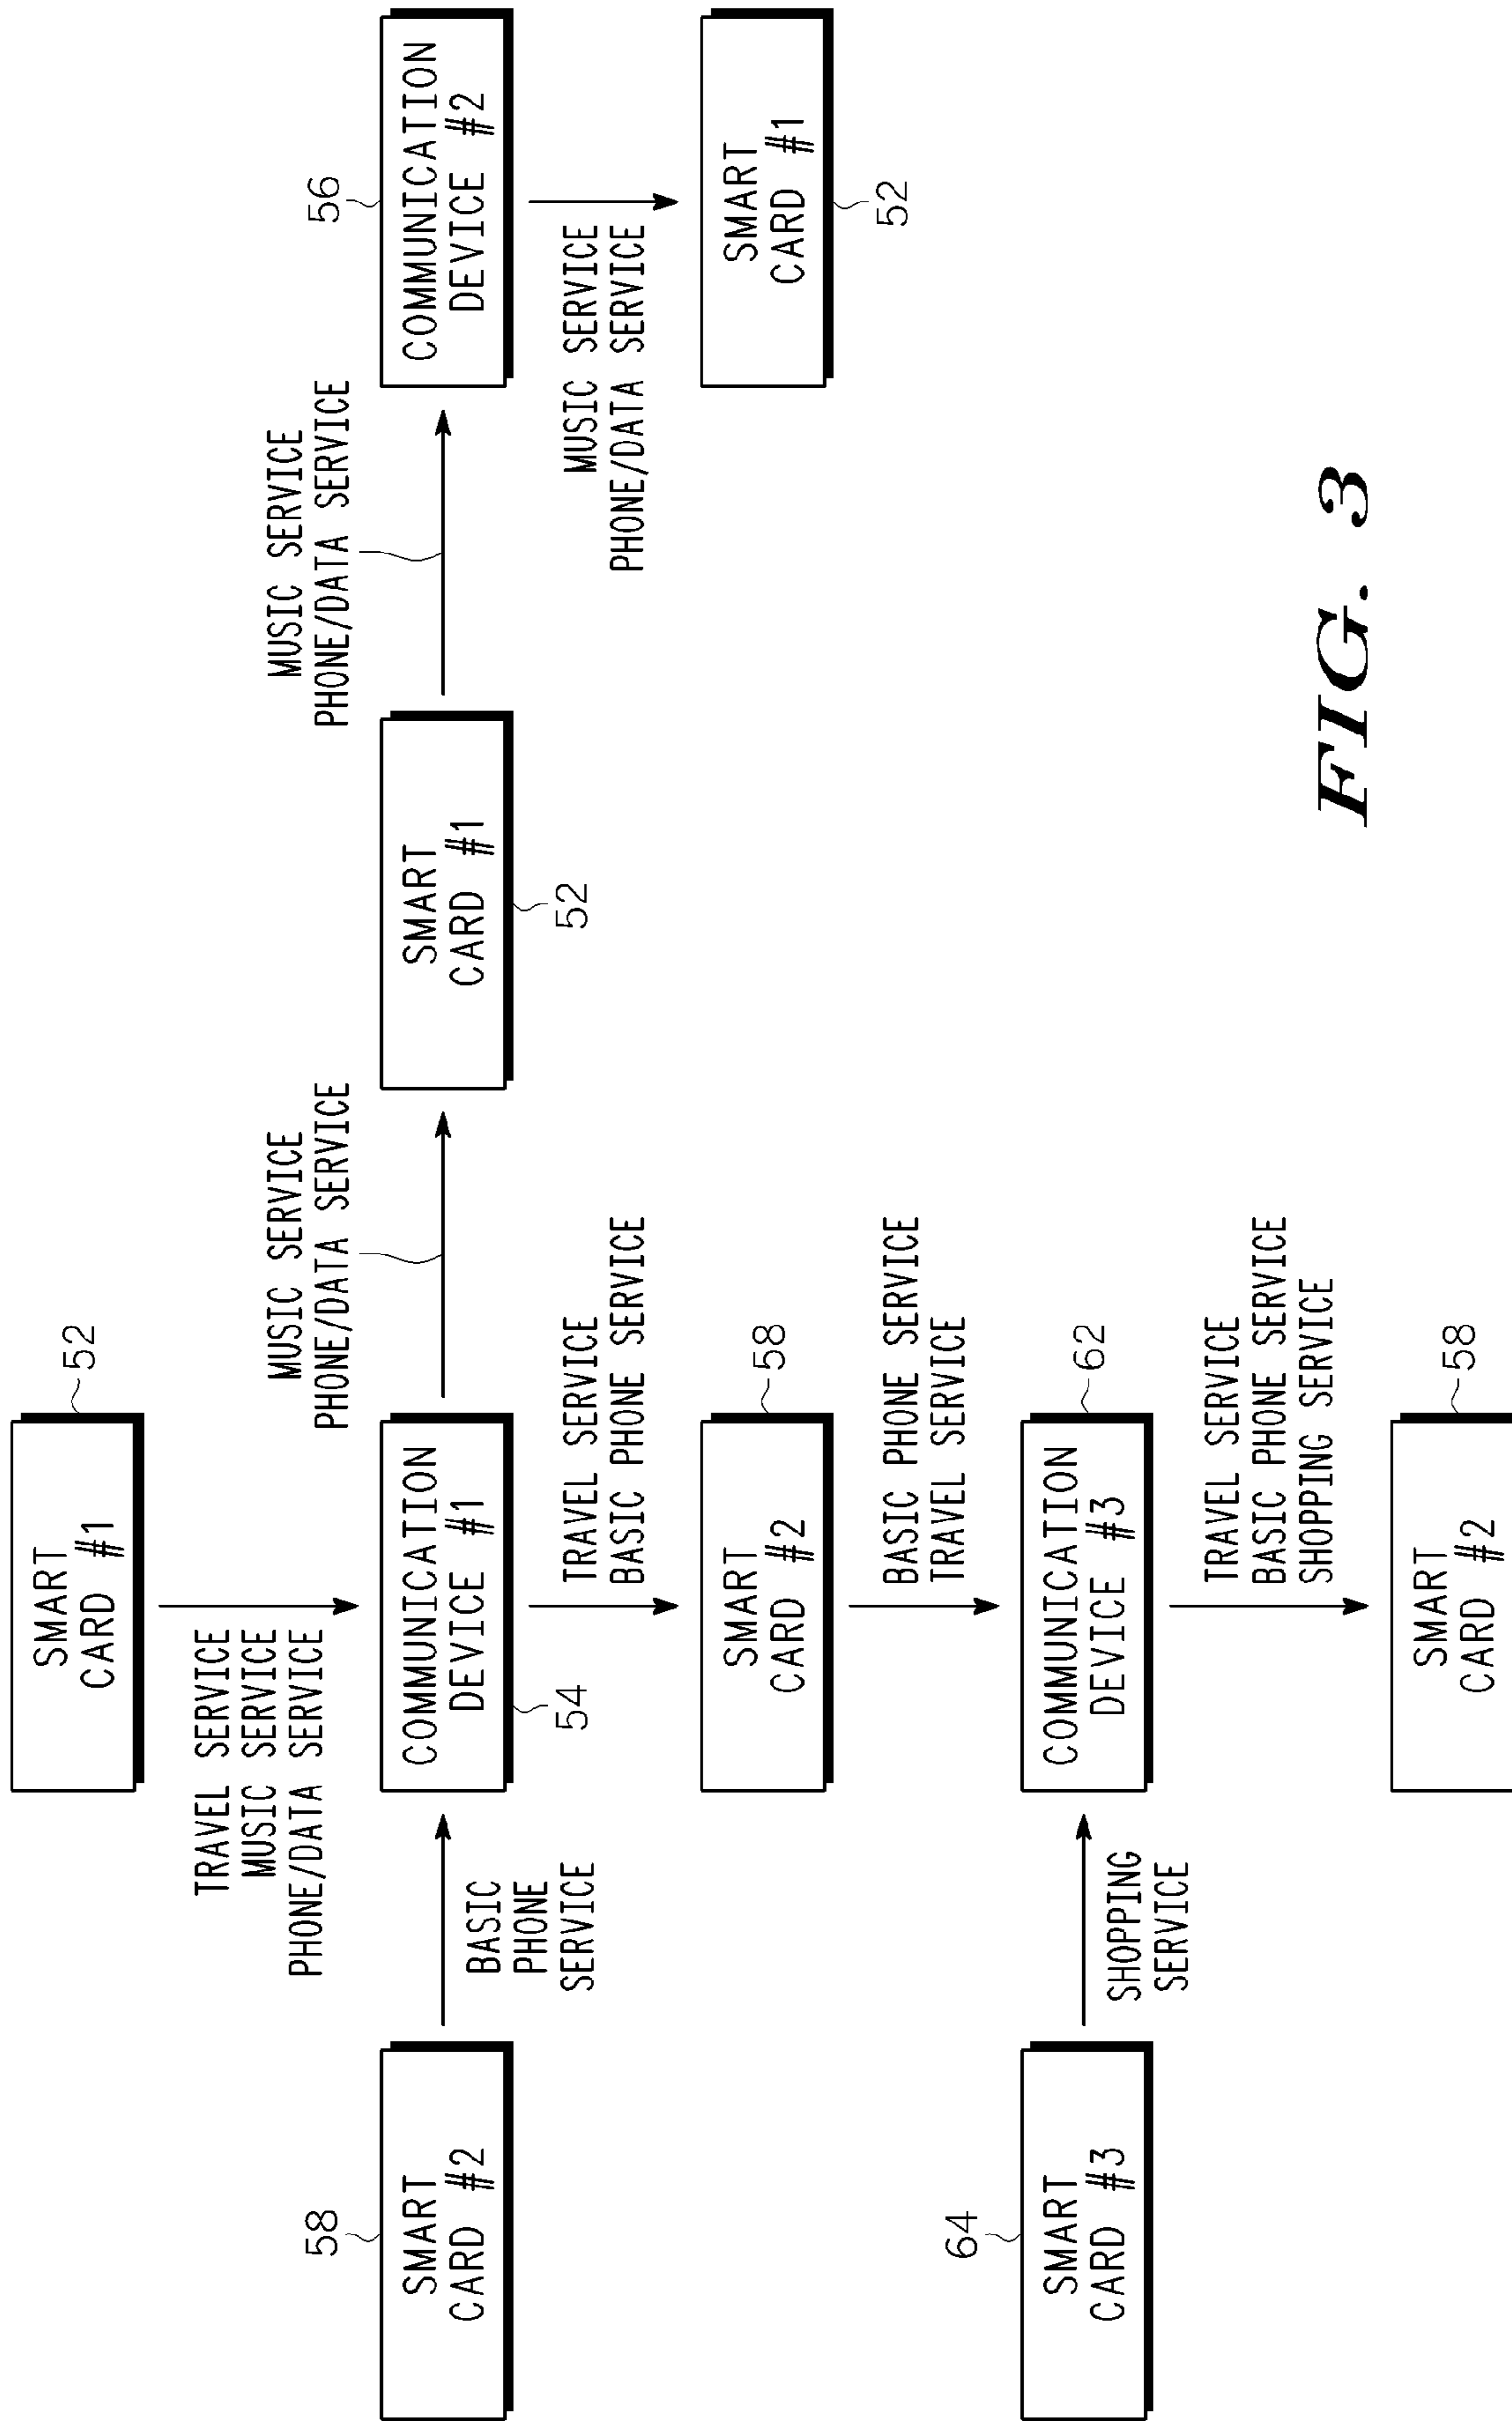 SMART
CARD #1
52
TRAVEL SERVICE
MUSIC SERVICE
PHONE/DATA SERVICE
58
SMART
CARD #2
BASIC
PHONE
SERVICE
COMMUNICATION
DEVICE #1
54
MUSIC SERVICE
PHONE/DATA SERVICE
SMART
CARD #1
52
MUSIC SERVICE
PHONE/DATA SERVICE
56
COMMUNICATION
DEVICE #2
TRAVEL SERVICE
BASIC PHONE SERVICE
MUSIC SERVICE
PHONE/DATA SERVICE
SMART
CARD #2
58
SMART
CARD #1
52
BASIC PHONE SERVICE
TRAVEL SERVICE
64
SMART
CARD #3
SHOPPING
SERVICE
COMMUNICATION
DEVICE #3
62
TRAVEL SERVICE
BASIC PHONE SERVICE
SHOPPING SERVICE
SMART
CARD #2
58
FIG. 3